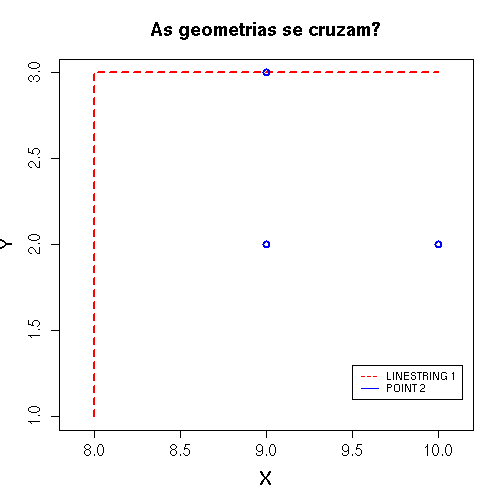 As geometrias se cruzam?
Y
3.0
2.5
2.0
1.5
1.0
LINESTRING 1
POINT 2
8.0 8.5 9.0 9.5 10.0
X